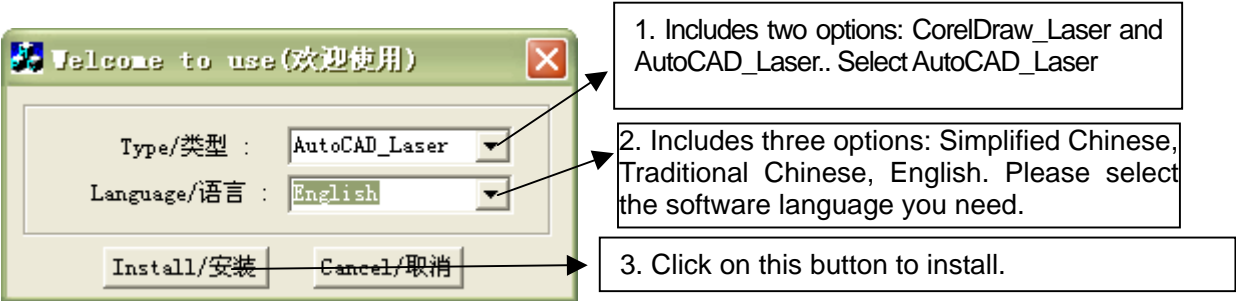 Welcome to use(欢迎使用)
Type/类型 :
AutoCAD_Laser
Language/语言 :
English
Install/安装
Cancel/取消
1. Includes two options: CorelDraw_Laser and
AutoCAD_Laser.. Select AutoCAD_Laser
2. Includes three options: Simplified Chinese,
Traditional Chinese, English. Please select
the software language you need.
3. Click on this button to install.